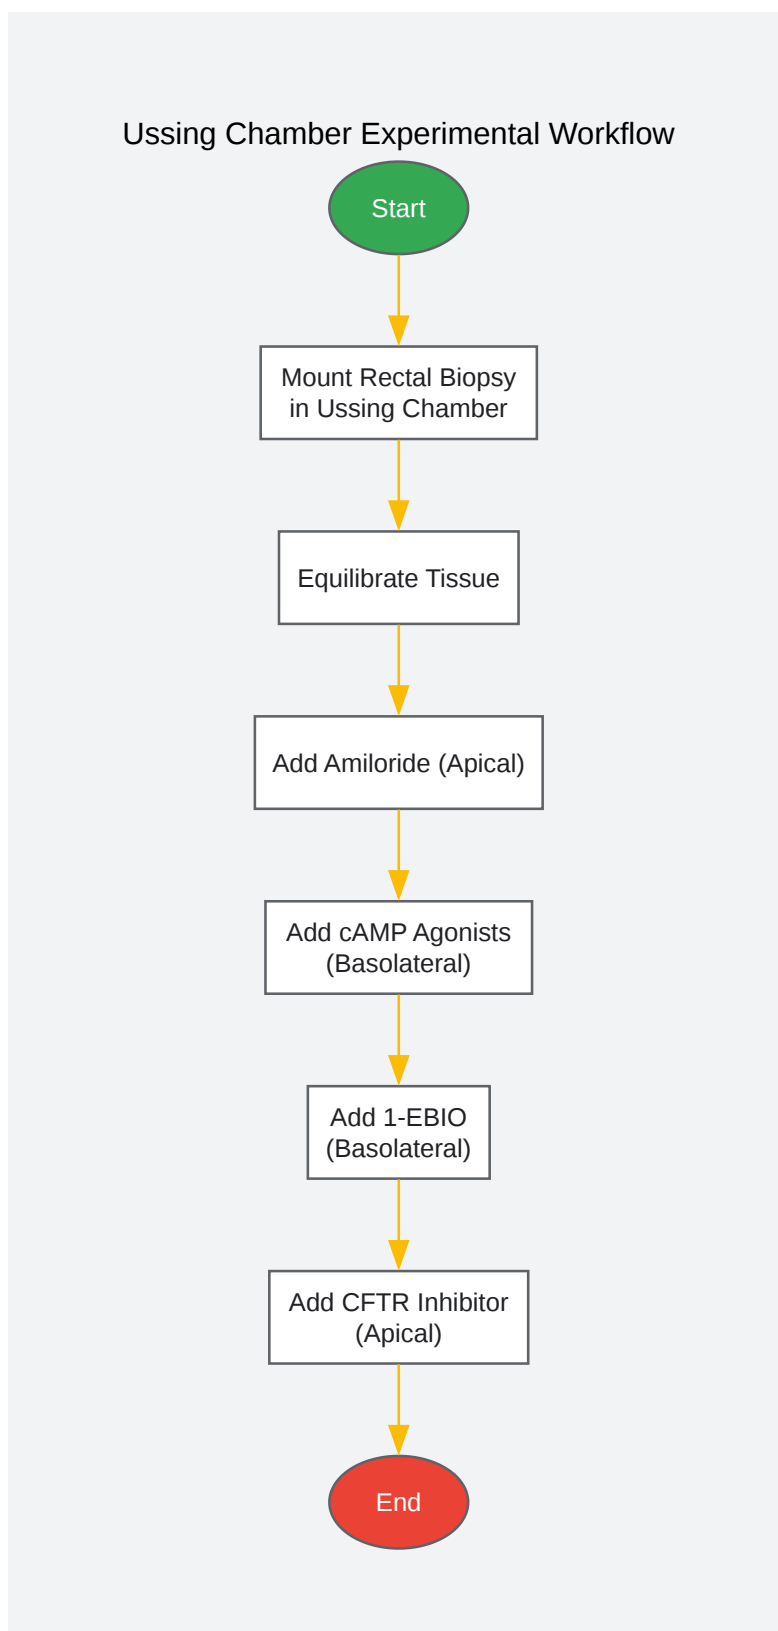 Ussing Chamber Experimental Workflow
Start
Mount Rectal Biopsy
in Ussing Chamber
Equilibrate Tissue
Add Amiloride (Apical)
Add cAMP Agonists
(Basolateral)
Add 1-EBIO
(Basolateral)
Add CFTR Inhibitor
(Apical)
End